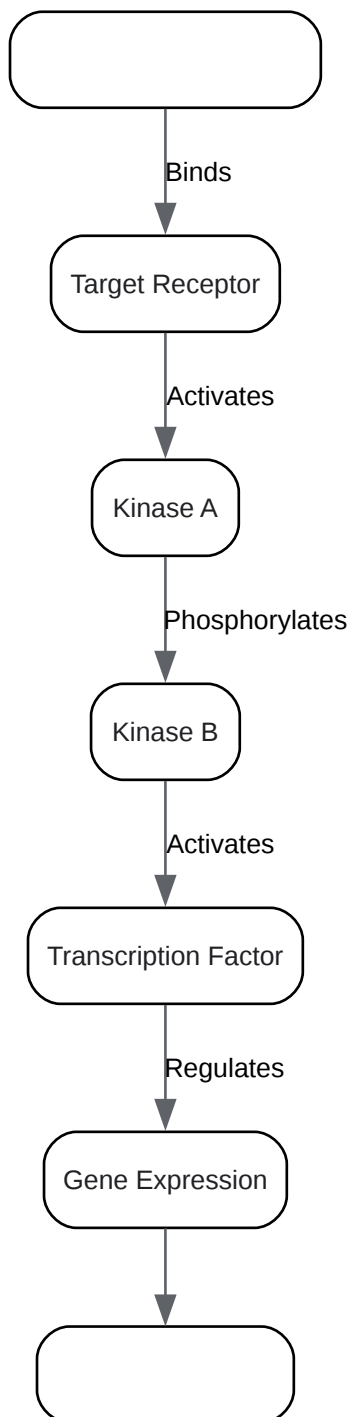 Binds
Target Receptor
Activates
Kinase A
Phosphorylates
Kinase B
Activates
Transcription Factor
Regulates
Gene Expression